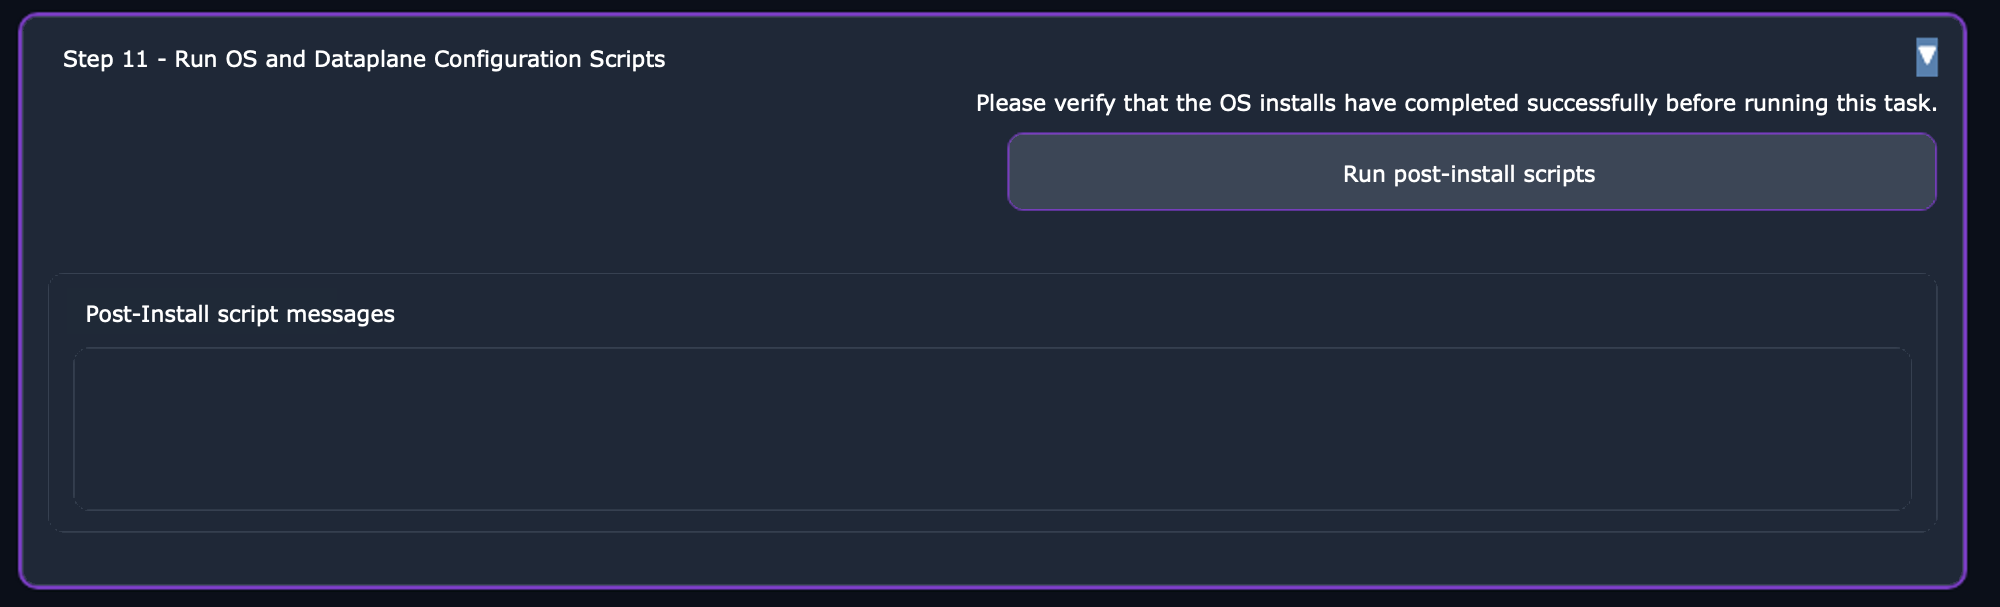 Step 11 - Run OS and Dataplane Configuration Scripts
Please verify that the OS installs have completed successfully before running this task.
Run post-install scripts
Post-Install script messages